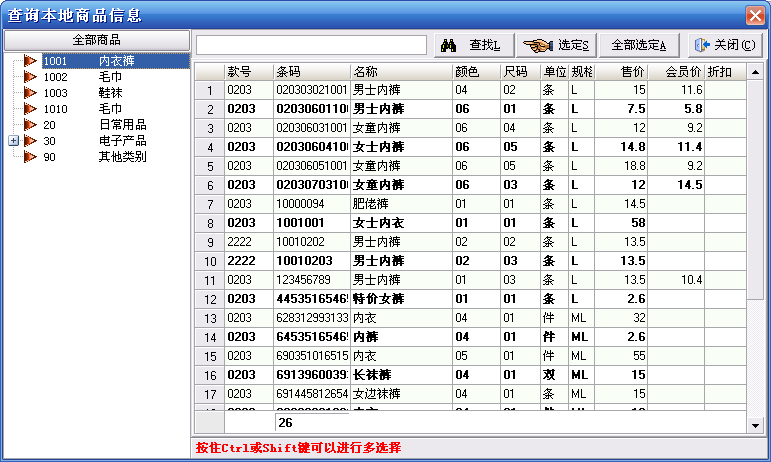 查询本地商品信息
全部商品
1001 内衣裤
1002 毛巾
1003 鞋袜
1010 毛巾
20 日常用品
30 电子产品
90 其他类别
查找L 选定S 全部选定A 关闭(C)
款号 条码 名称 颜色 尺码 单位 规格 售价 会员价 折扣
1 0203 020303021001 男士内裤 04 02 条 L 15 11.6
2 0203 02030601100 男士内裤 06 01 条 L 7.5 5.8
3 0203 020306031001 女童内裤 06 04 条 L 12 9.2
4 0203 02030604100 女士内裤 06 05 条 L 14.8 11.4
5 0203 020306051001 女童内裤 06 05 条 L 18.8 9.2
6 0203 02030703100 女童内裤 06 03 条 L 12 14.5
7 0203 10000094 肥佬裤 01 01 条 L 14.5
8 0203 1001001 女士内衣 01 01 条 L 58
9 2222 10010202 男士内裤 02 02 条 L 13.5
10 2222 10010203 男士内裤 02 03 条 L 13.5
11 0203 123456789 男士内裤 01 03 条 L 13.5 10.4
12 0203 44535165465 特价女裤 01 01 条 L 2.6
13 0203 628312993133 内衣 04 01 件 ML 32
14 0203 64535165465 内裤 04 01 件 ML 2.6
15 0203 690351016515 内衣 05 01 件 ML 55
16 0203 69139600393 长袜裤 04 01 双 ML 15
17 0203 691445812654 女边袜裤 04 01 条 ML 15
26
按住Ctrl或Shift键可以进行多选择